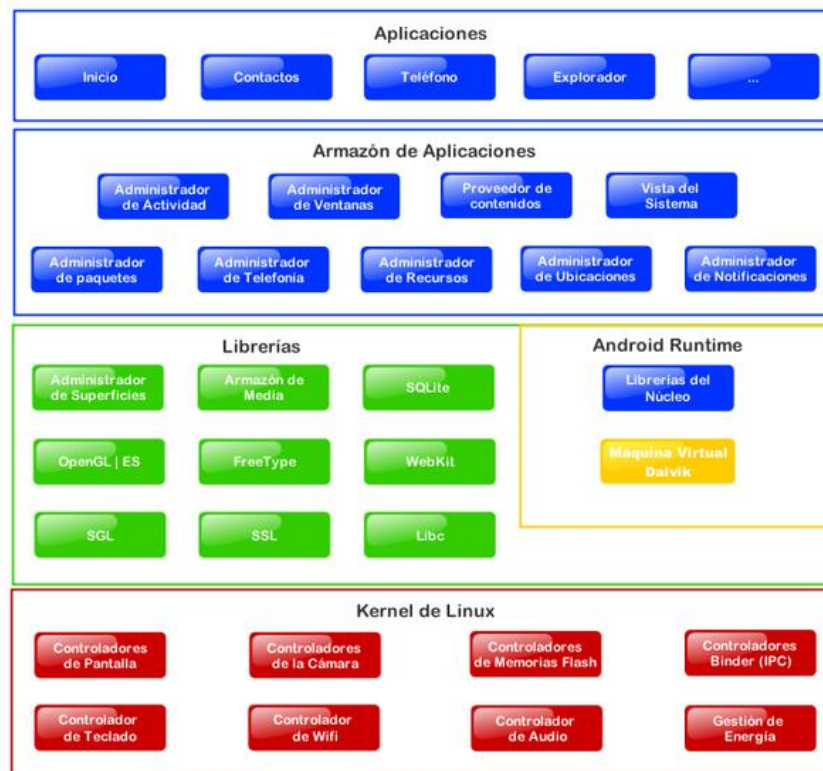 Aplicaciones
Inicio
Contactos
Teléfono
Explorador
...
Armazón de Aplicaciones
Administrador
de Actividad
Administrador
de Ventanas
Proveedor de
contenidos
Vista del
Sistema
Administrador
de paquetes
Administrador
de Telefonía
Administrador
de Recursos
Administrador
de Ubicaciones
Administrador
de Notificaciones
Librerías
Administrador
de Superficies
Armazón de
Media
SQLite
OpenGL | ES
FreeType
WebKit
SGL
SSL
Libc
Android Runtime
Librerías del
Núcleo
Máquina Virtual
Dalvik
Kernel de Linux
Controladores
de Pantalla
Controladores
de la Cámara
Controladores
de Memorias Flash
Controladores
Binder (IPC)
Controlador
de Teclado
Controlador
de Wifi
Controlador
de Audio
Gestión de
Energía